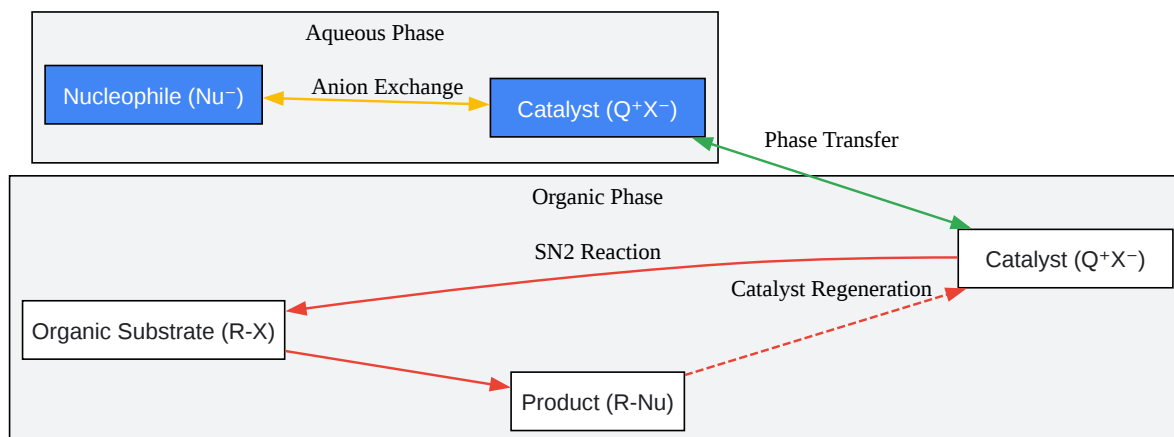 Aqueous Phase
Nucleophile (Nu⁻)
Anion Exchange
Catalyst (Q⁺X⁻)
Phase Transfer
Organic Phase
SN2 Reaction
Catalyst (Q⁺X⁻)
Catalyst Regeneration
Organic Substrate (R-X)
Product (R-Nu)